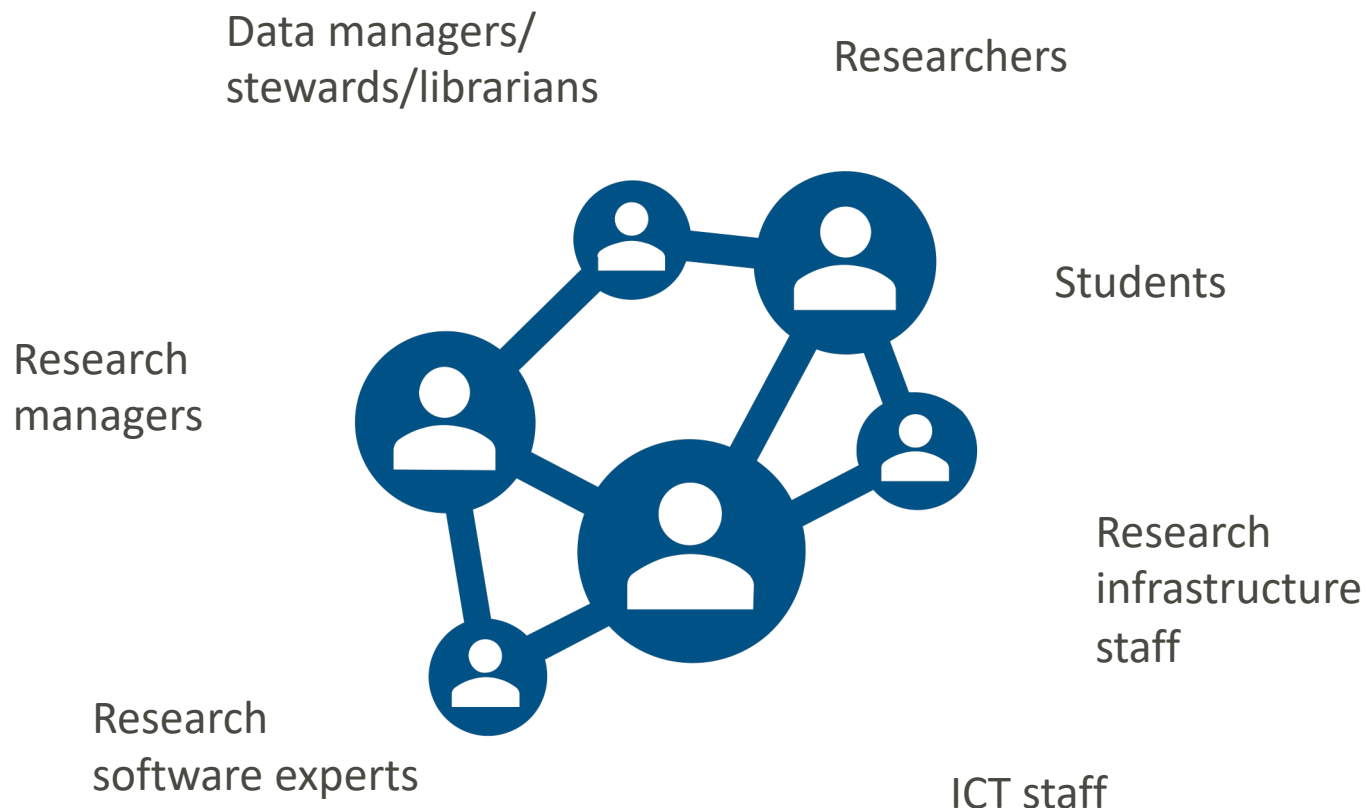 Data managers/
stewards/librarians
Researchers
Students
Research
managers
Research
infrastructure
staff
Research
software experts
ICT staff